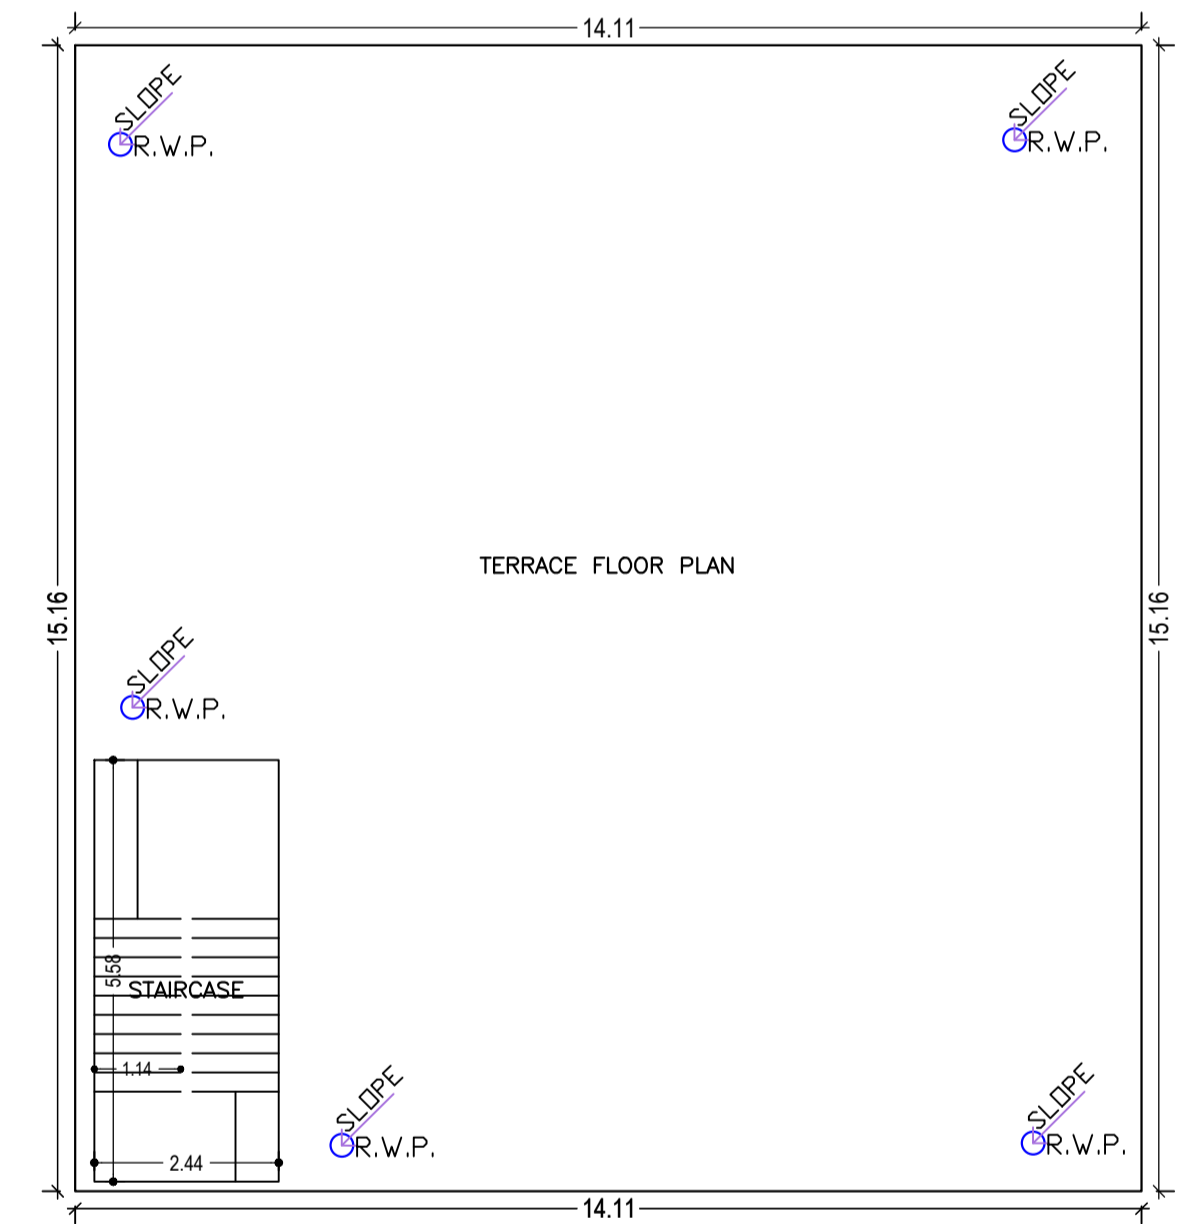 14.11
SLOPE
R.W.P.
SLOPE
R.W.P.
TERRACE FLOOR PLAN
15.16
15.16
SLOPE
R.W.P.
5.58
STAIRCASE
1.14
SLOPE
R.W.P.
SLOPE
R.W.P.
2.44
14.11